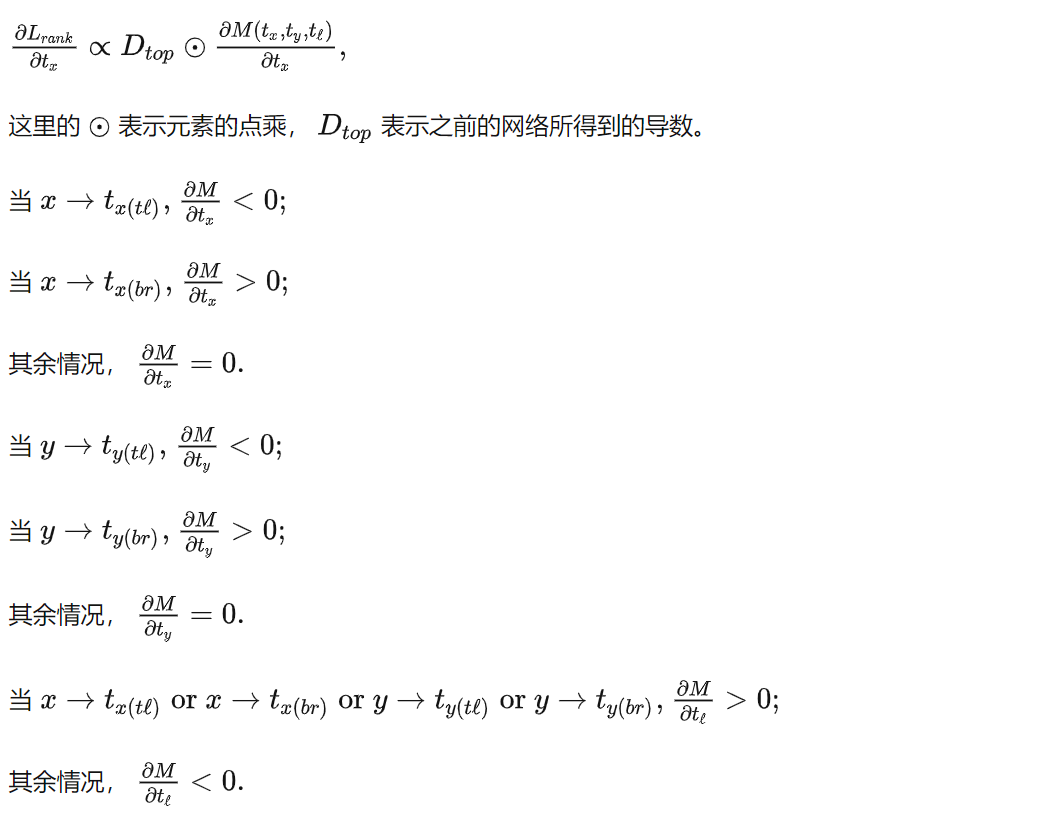 $\frac{\partial L_{rank}}{\partial t_x} \propto D_{top} \odot \frac{\partial M(t_x,t_y,t_\ell)}{\partial t_x},$
这里的 $\odot$ 表示元素的点乘， $D_{top}$ 表示之前的网络所得到的导数。
当 $x \to t_{x(t\ell)}, \frac{\partial M}{\partial t_x} < 0;$
当 $x \to t_{x(br)}, \frac{\partial M}{\partial t_x} > 0;$
其余情况， $\frac{\partial M}{\partial t_x} = 0.$
当 $y \to t_{y(t\ell)}, \frac{\partial M}{\partial t_y} < 0;$
当 $y \to t_{y(br)}, \frac{\partial M}{\partial t_y} > 0;$
其余情况， $\frac{\partial M}{\partial t_y} = 0.$
当 $x \to t_{x(t\ell)} \text{ or } x \to t_{x(br)} \text{ or } y \to t_{y(t\ell)} \text{ or } y \to t_{y(br)}, \frac{\partial M}{\partial t_\ell} > 0;$
其余情况， $\frac{\partial M}{\partial t_\ell} < 0.$